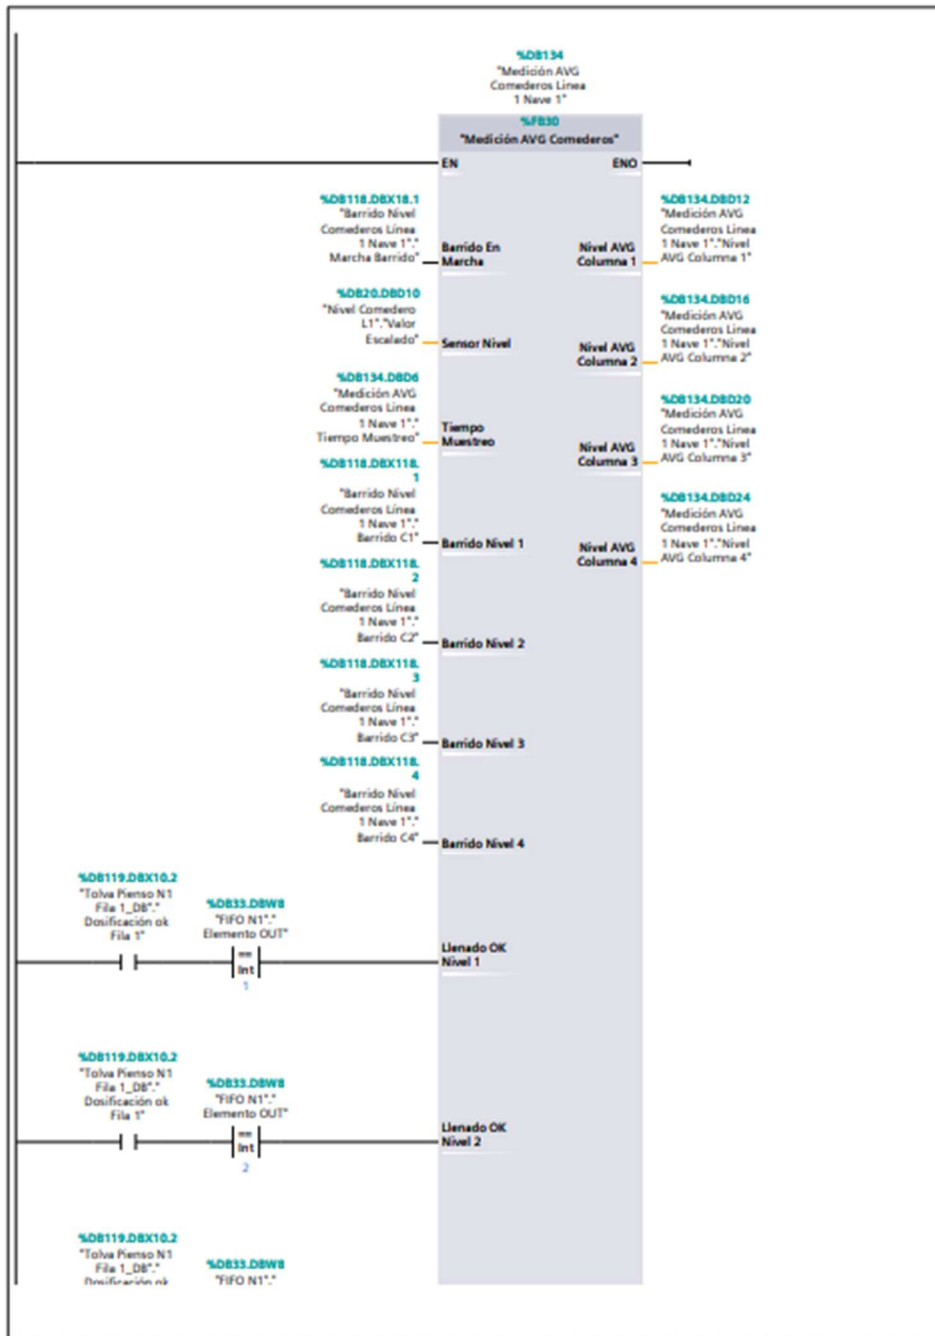 %DB134
"Medición AVG
Comederos Linea
1 Nave 1"
%FB30
"Medición AVG Comederos"
EN
ENO
%DB118.DBX18.1
"Barrido Nivel
Comederos Línea
1 Nave 1"."
Marcha Barrido"
Barrido En
Marcha
Nivel AVG
Columna 1
%DB134.DBD12
"Medición AVG
Comederos Linea
1 Nave 1"."Nivel
AVG Columna 1"
%DB20.DBD10
"Nivel Comedero
L1"."Valor
Escalado"
Sensor Nivel
Nivel AVG
Columna 2
%DB134.DBD16
"Medición AVG
Comederos Linea
1 Nave 1"."Nivel
AVG Columna 2"
%DB134.DBD6
"Medición AVG
Comederos Linea
1 Nave 1"."
Tiempo Muestreo"
Tiempo
Muestreo
Nivel AVG
Columna 3
%DB134.DBD20
"Medición AVG
Comederos Linea
1 Nave 1"."Nivel
AVG Columna 3"
%DB118.DBX118.
1
"Barrido Nivel
Comederos Línea
1 Nave 1"."
Barrido C1"
Barrido Nivel 1
Nivel AVG
Columna 4
%DB134.DBD24
"Medición AVG
Comederos Linea
1 Nave 1"."Nivel
AVG Columna 4"
%DB118.DBX118.
2
"Barrido Nivel
Comederos Línea
1 Nave 1"."
Barrido C2"
Barrido Nivel 2
%DB118.DBX118.
3
"Barrido Nivel
Comederos Línea
1 Nave 1"."
Barrido C3"
Barrido Nivel 3
%DB118.DBX118.
4
"Barrido Nivel
Comederos Línea
1 Nave 1"."
Barrido C4"
Barrido Nivel 4
%DB119.DBX10.2
"Tolva Pienso N1
Fila 1_DB"."
Dosificación ok
Fila 1"
%DB33.DBW8
"FIFO N1"."
Elemento OUT"
==
Int
1
Llenado OK
Nivel 1
%DB119.DBX10.2
"Tolva Pienso N1
Fila 1_DB"."
Dosificación ok
Fila 1"
%DB33.DBW8
"FIFO N1"."
Elemento OUT"
==
Int
2
Llenado OK
Nivel 2
%DB119.DBX10.2
"Tolva Pienso N1
Fila 1_DB"."
Dosificación ok
%DB33.DBW8
"FIFO N1"."